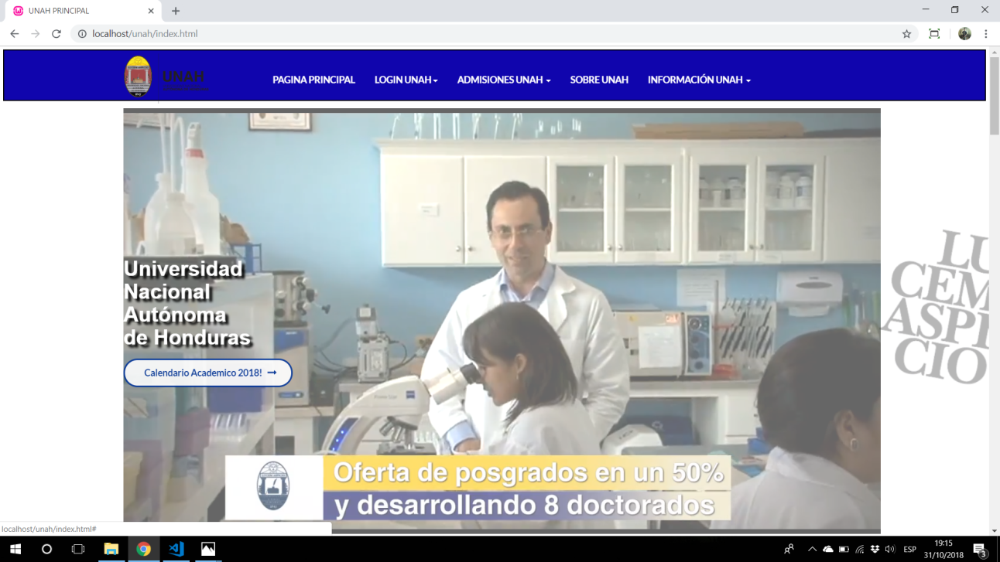 UNAH PRINCIPAL
localhost/unah/index.html
UNAH
PAGINA PRINCIPAL
LOGIN UNAH
ADMISIONES UNAH
SOBRE UNAH
INFORMACIÓN UNAH
Universidad
Nacional
Autónoma
de Honduras
Calendario Academico 2018!
LU
CEM
ASPI
CIO
Oferta de posgrados en un 50%
y desarrollando 8 doctorados
localhost/unah/index.html#
ESP
19:15
31/10/2018
3